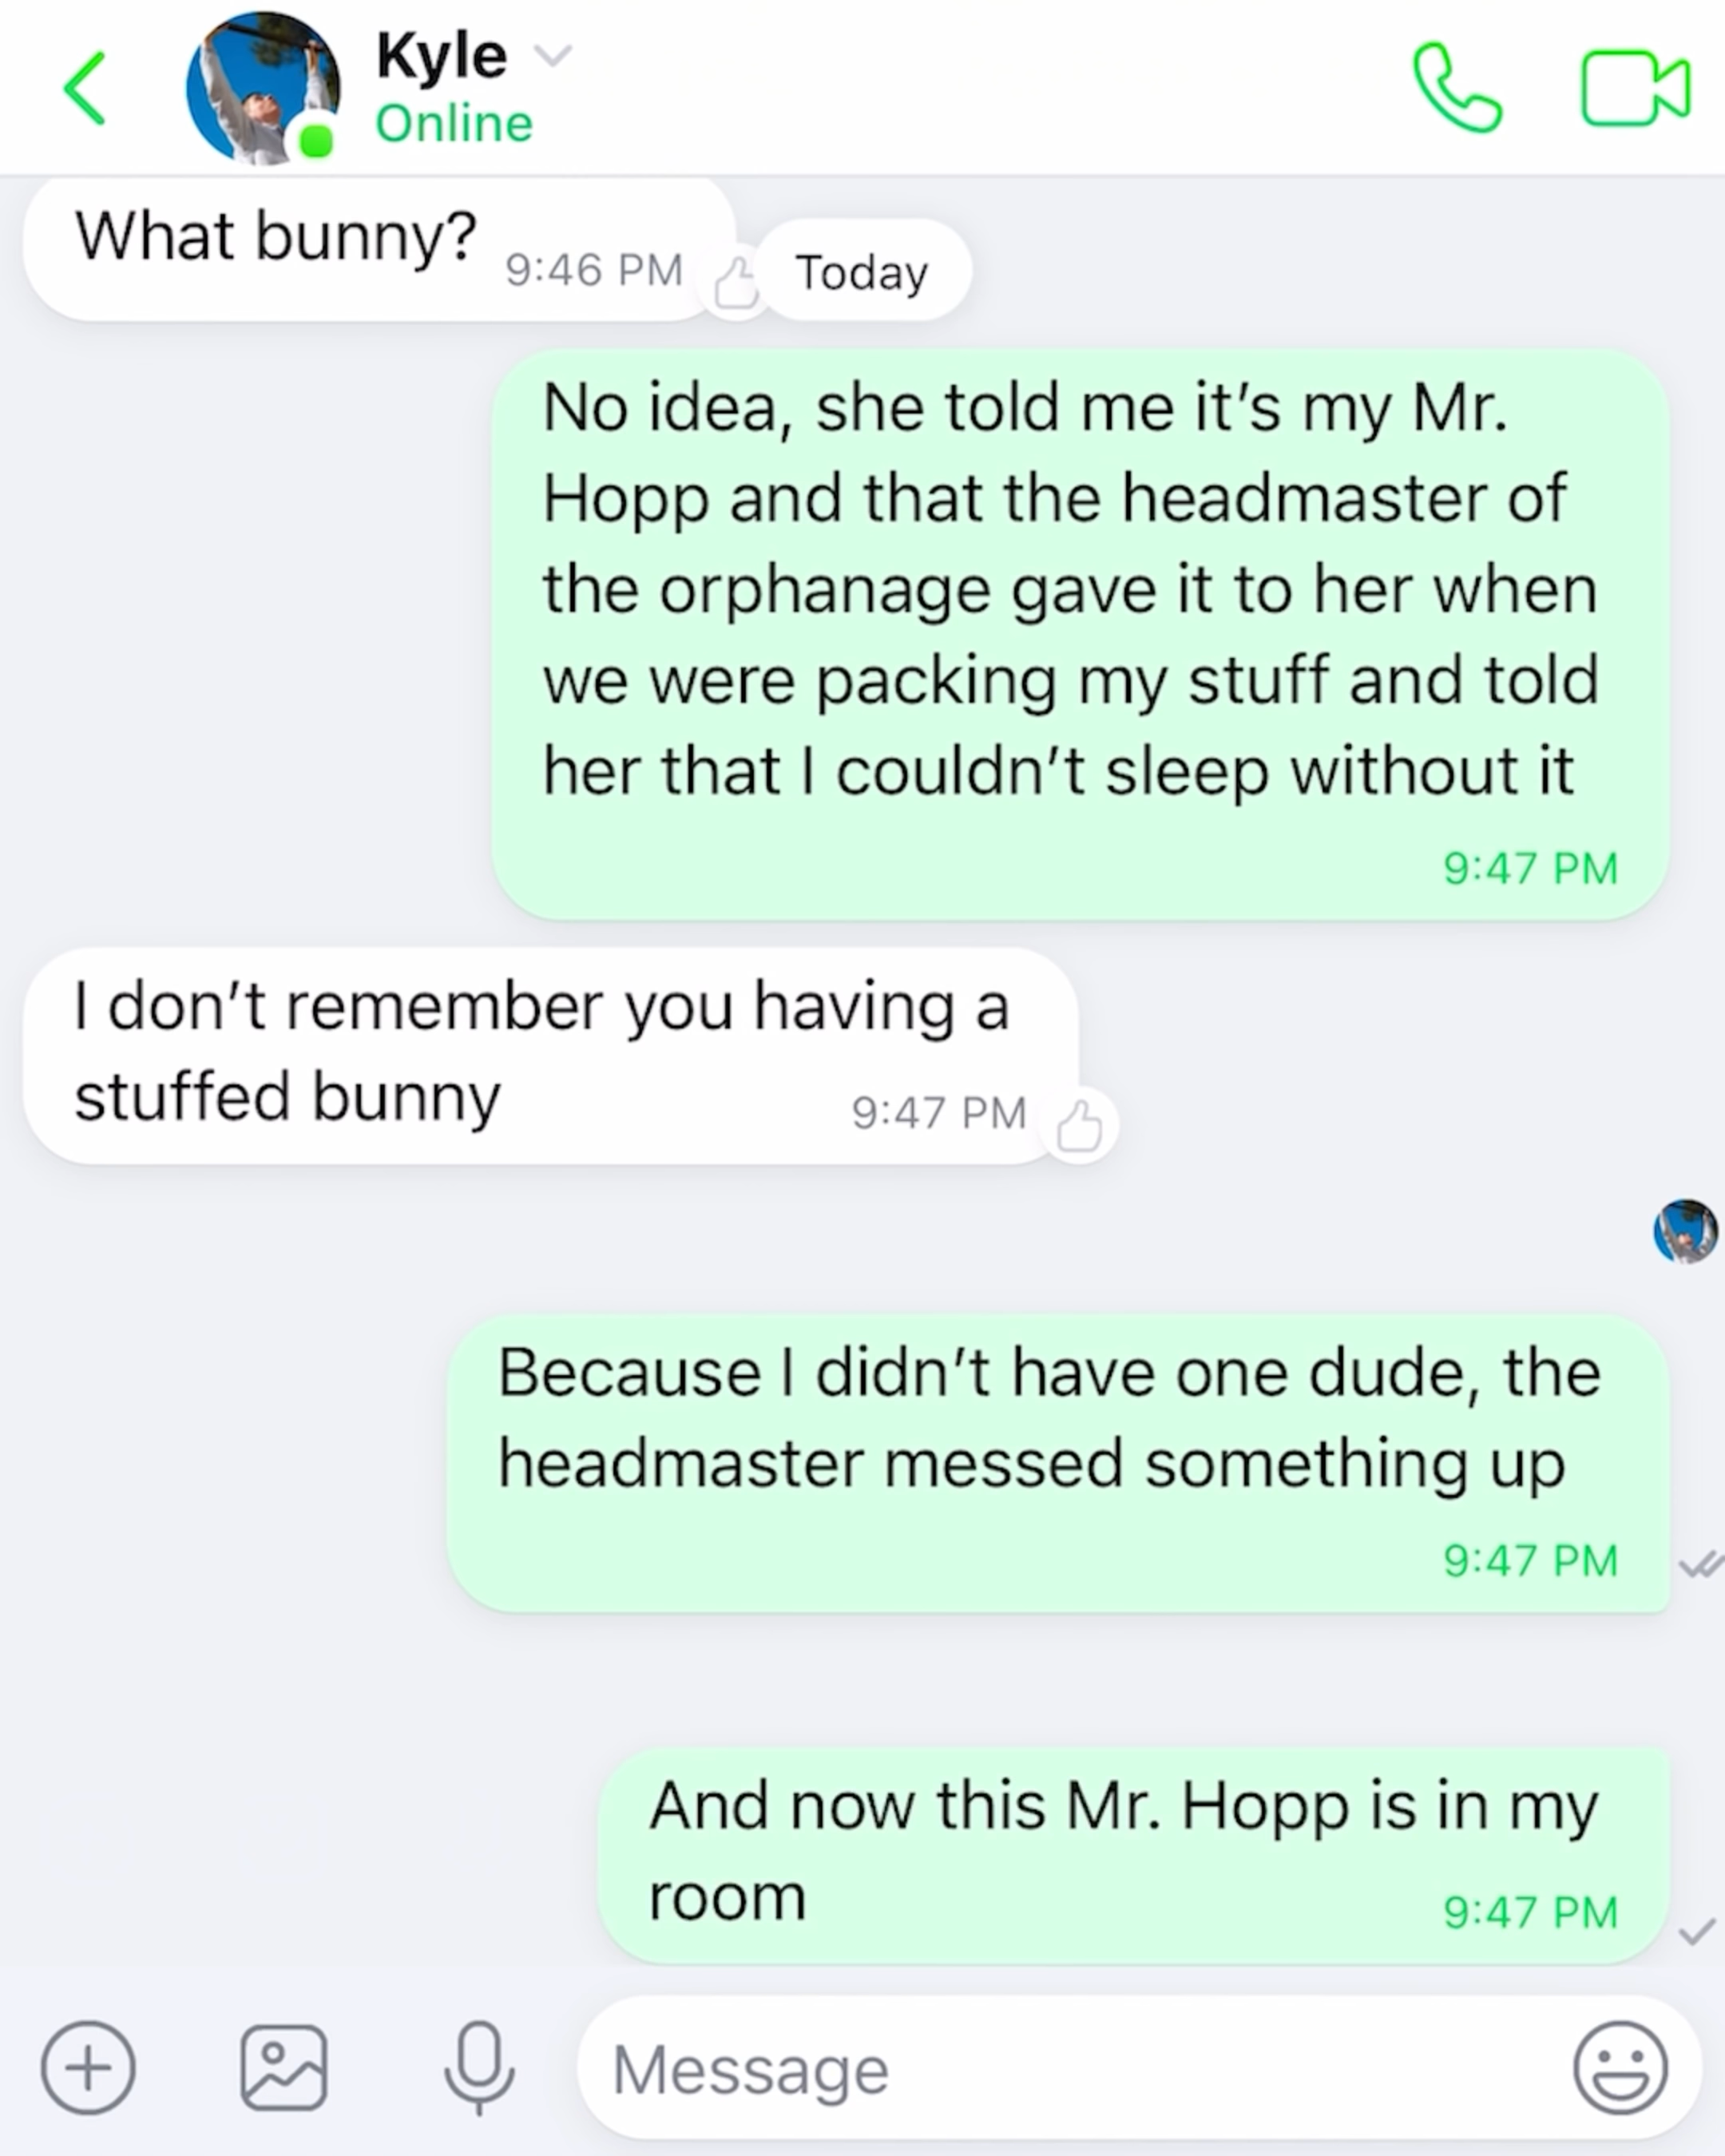 Kyle
Online
What bunny?
9:46 PM
Today
No idea, she told me it’s my Mr.
Hopp and that the headmaster of
the orphanage gave it to her when
we were packing my stuff and told
her that I couldn’t sleep without it
9:47 PM
I don’t remember you having a
stuffed bunny
9:47 PM
Because I didn’t have one dude, the
headmaster messed something up
9:47 PM
And now this Mr. Hopp is in my
room
9:47 PM
Message